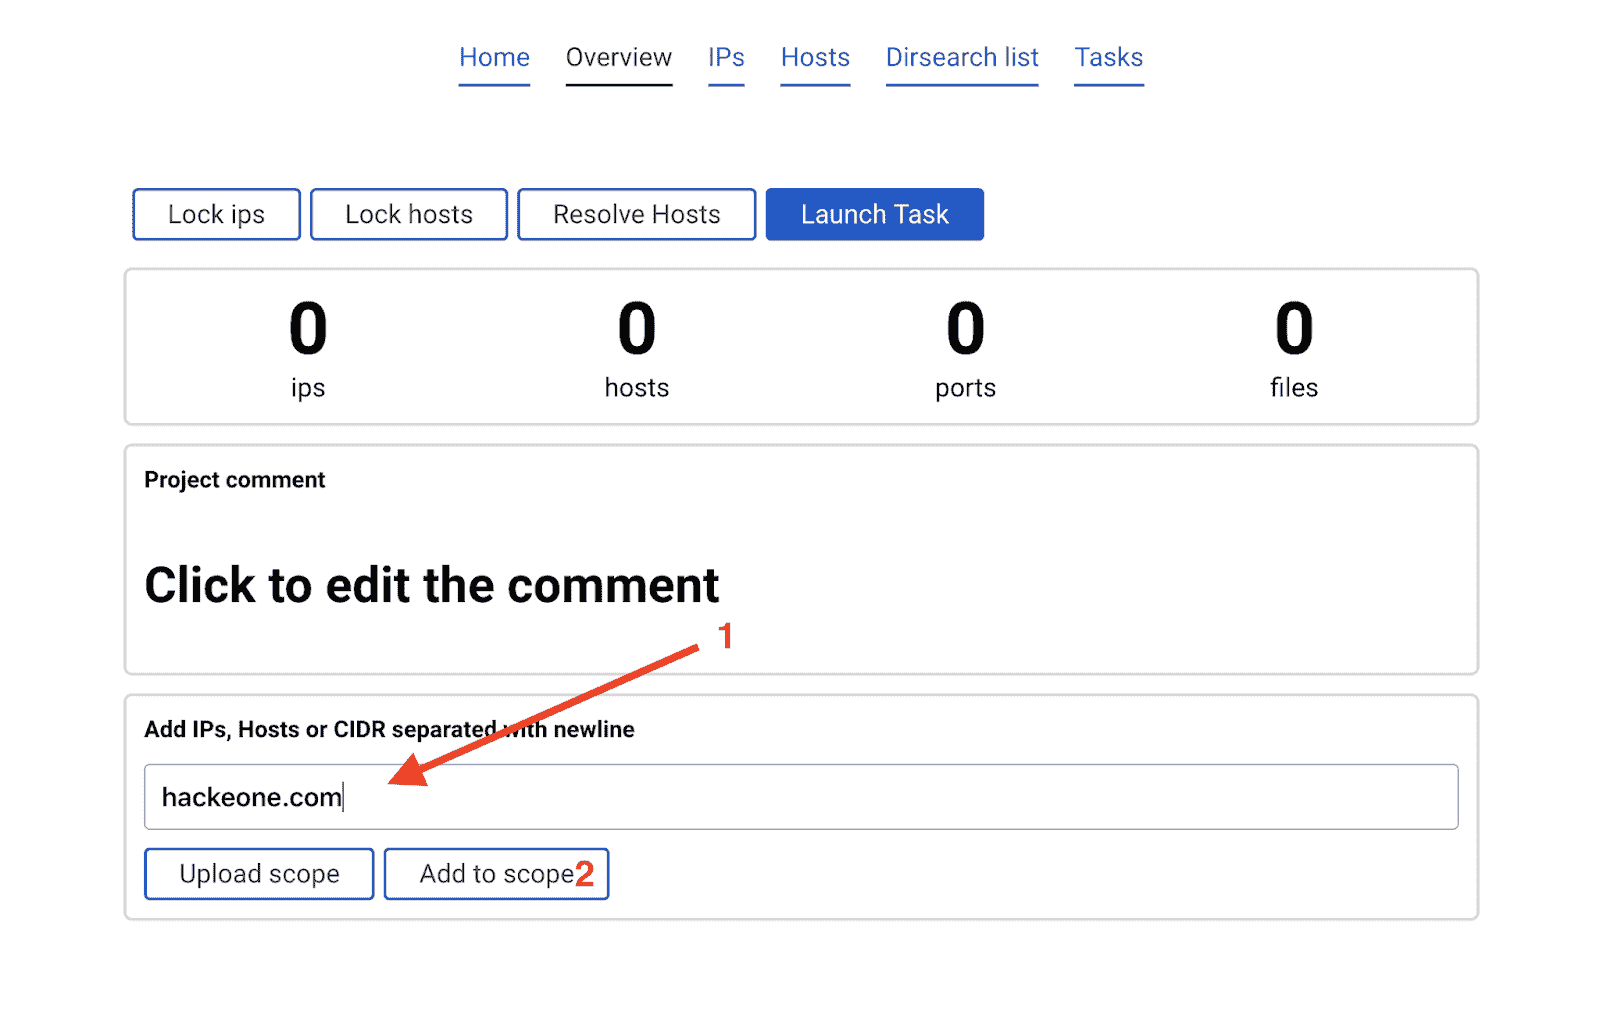 Home Overview IPs Hosts Dirsearch list Tasks
Lock ips Lock hosts Resolve Hosts Launch Task
0 0 0 0
ips hosts ports files
Project comment
Click to edit the comment
1
Add IPs, Hosts or CIDR separated with newline
hackeone.com
Upload scope Add to scope 2